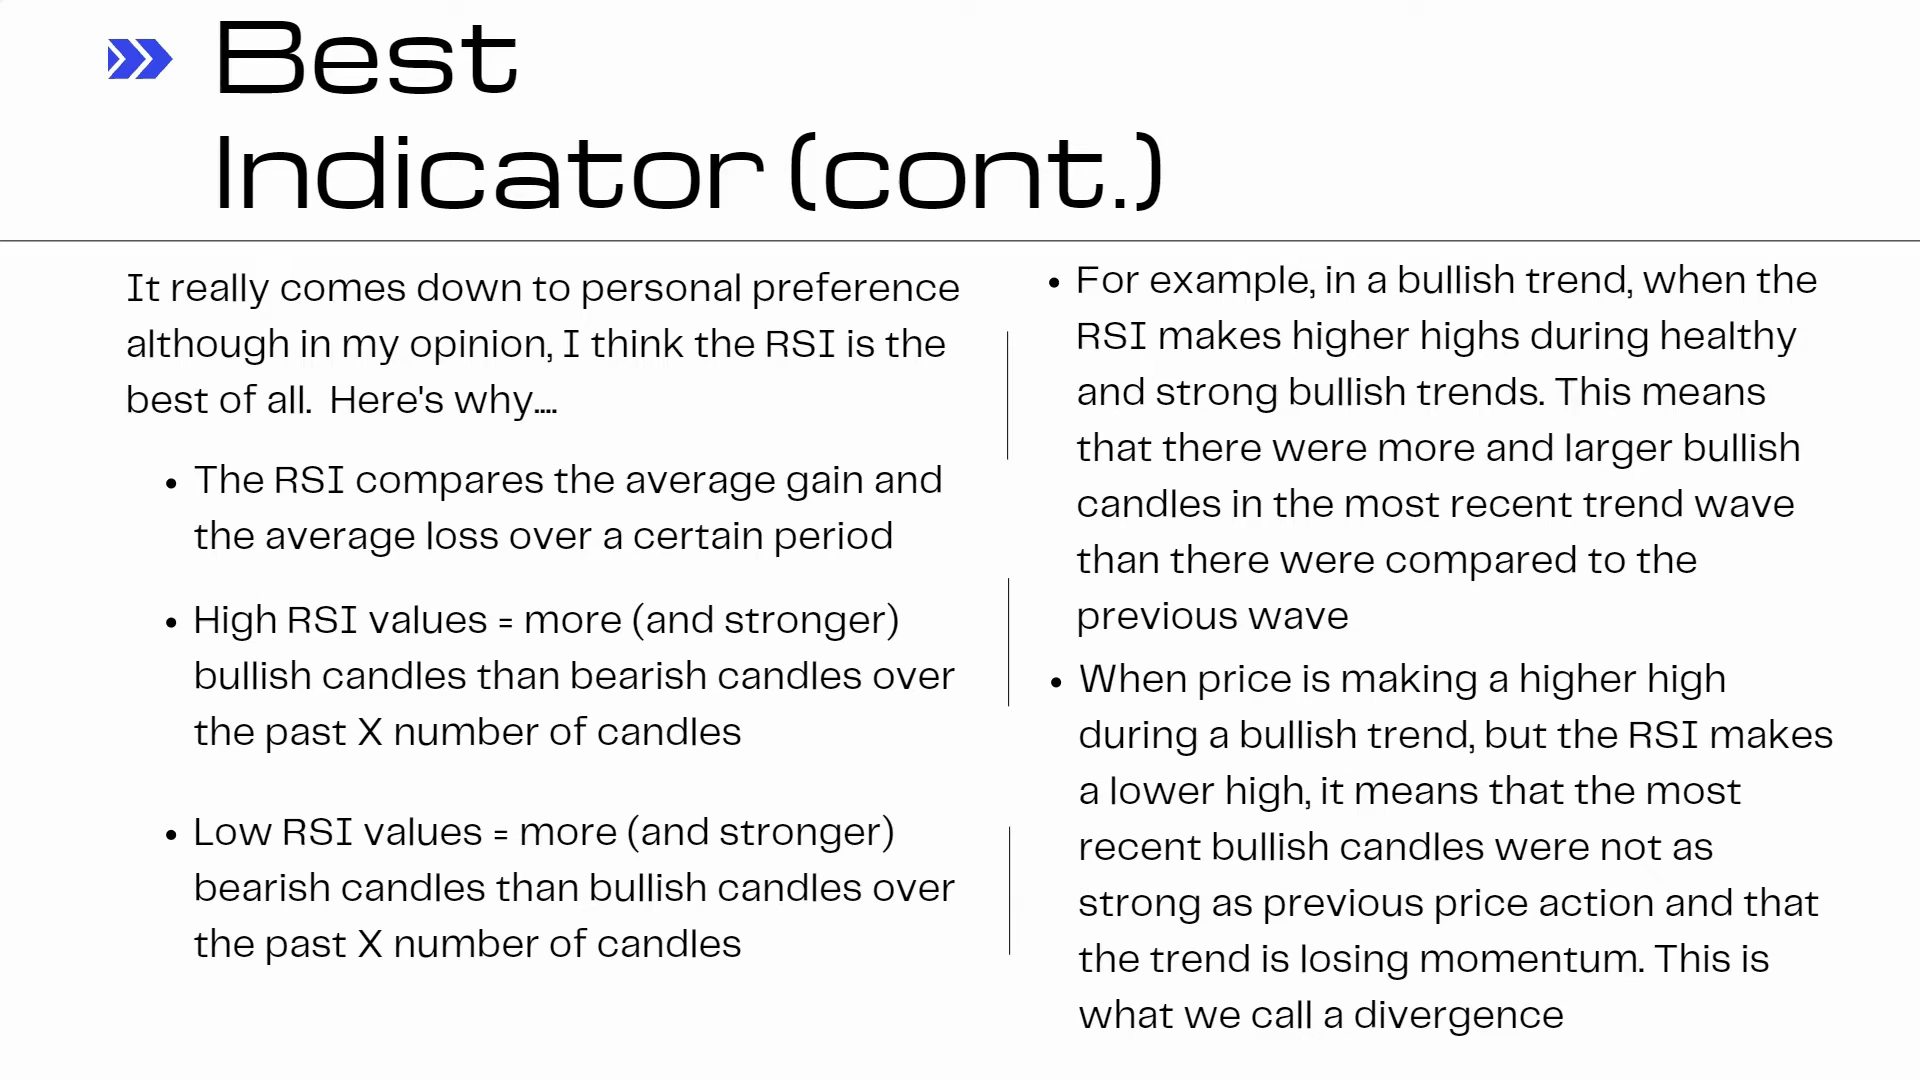 Best
Indicator (cont.)
It really comes down to personal preference
although in my opinion, I think the RSI is the
best of all.  Here's why....
• The RSI compares the average gain and
the average loss over a certain period
• High RSI values = more (and stronger)
bullish candles than bearish candles over
the past X number of candles
• Low RSI values = more (and stronger)
bearish candles than bullish candles over
the past X number of candles
• For example, in a bullish trend, when the
RSI makes higher highs during healthy
and strong bullish trends. This means
that there were more and larger bullish
candles in the most recent trend wave
than there were compared to the
previous wave
• When price is making a higher high
during a bullish trend, but the RSI makes
a lower high, it means that the most
recent bullish candles were not as
strong as previous price action and that
the trend is losing momentum. This is
what we call a divergence